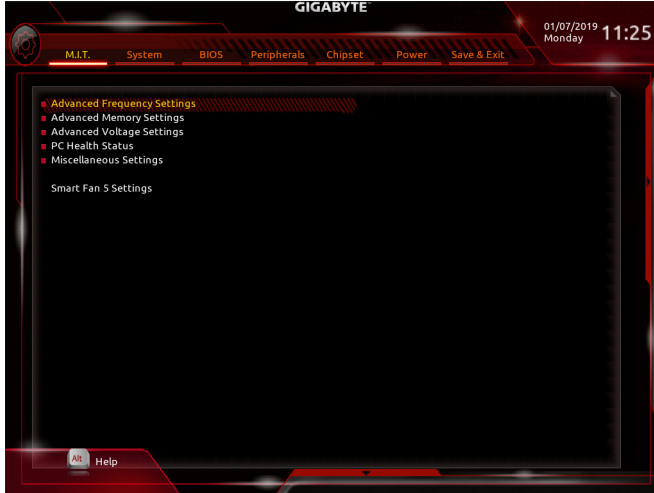 GIGABYTE
01/07/2019
Monday
11:25
M.I.T. System BIOS Peripherals Chipset Power Save & Exit
Advanced Frequency Settings
Advanced Memory Settings
Advanced Voltage Settings
PC Health Status
Miscellaneous Settings
Smart Fan 5 Settings
Alt Help